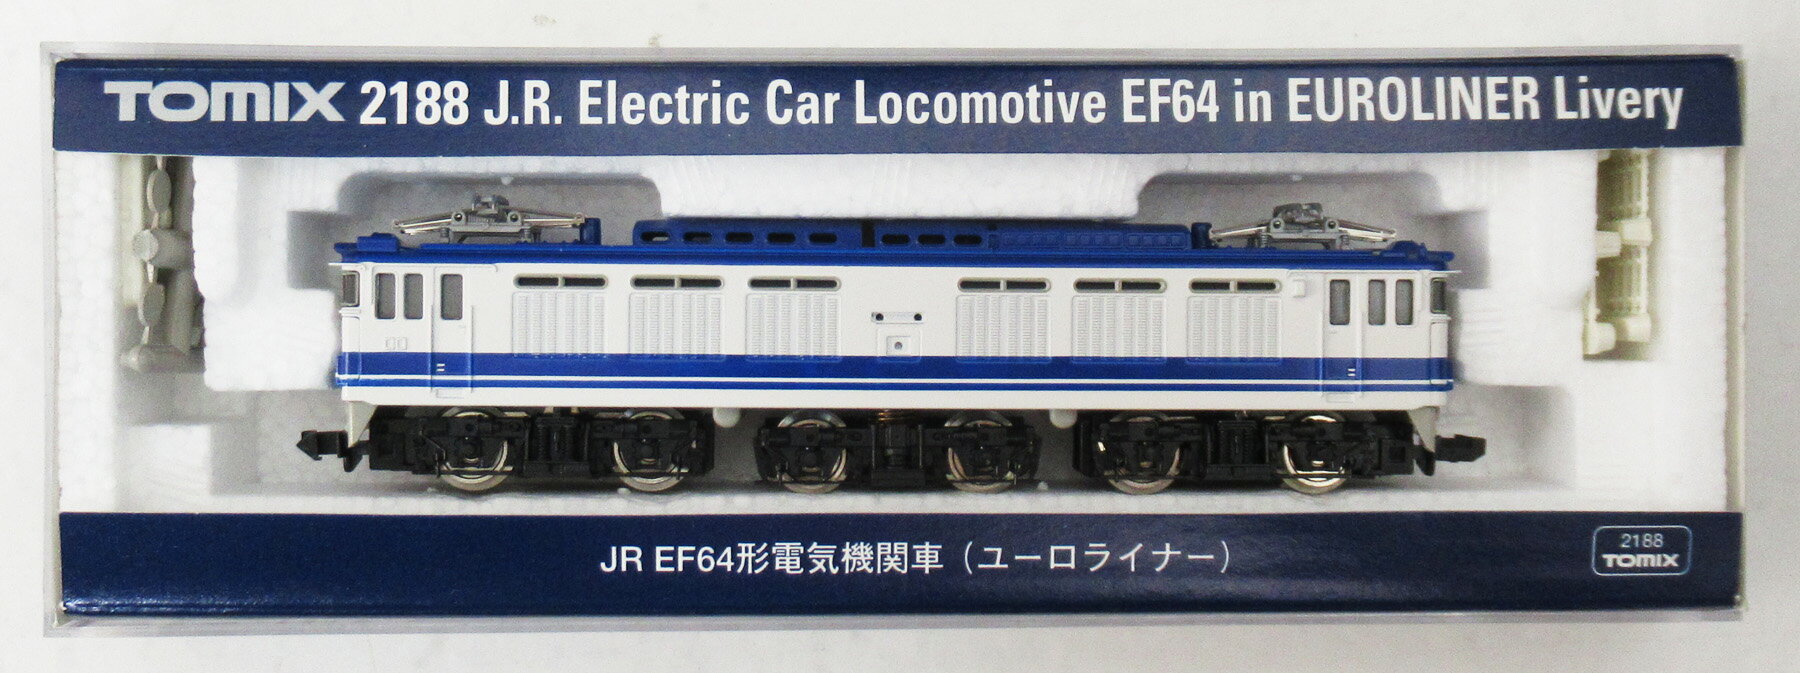 TOMIX 2188 J.R. Electric Car Locomotive EF64 in EUROLINER Livery
JR EF64形電気機関車（ユーロライナー）
2188
TOMIX